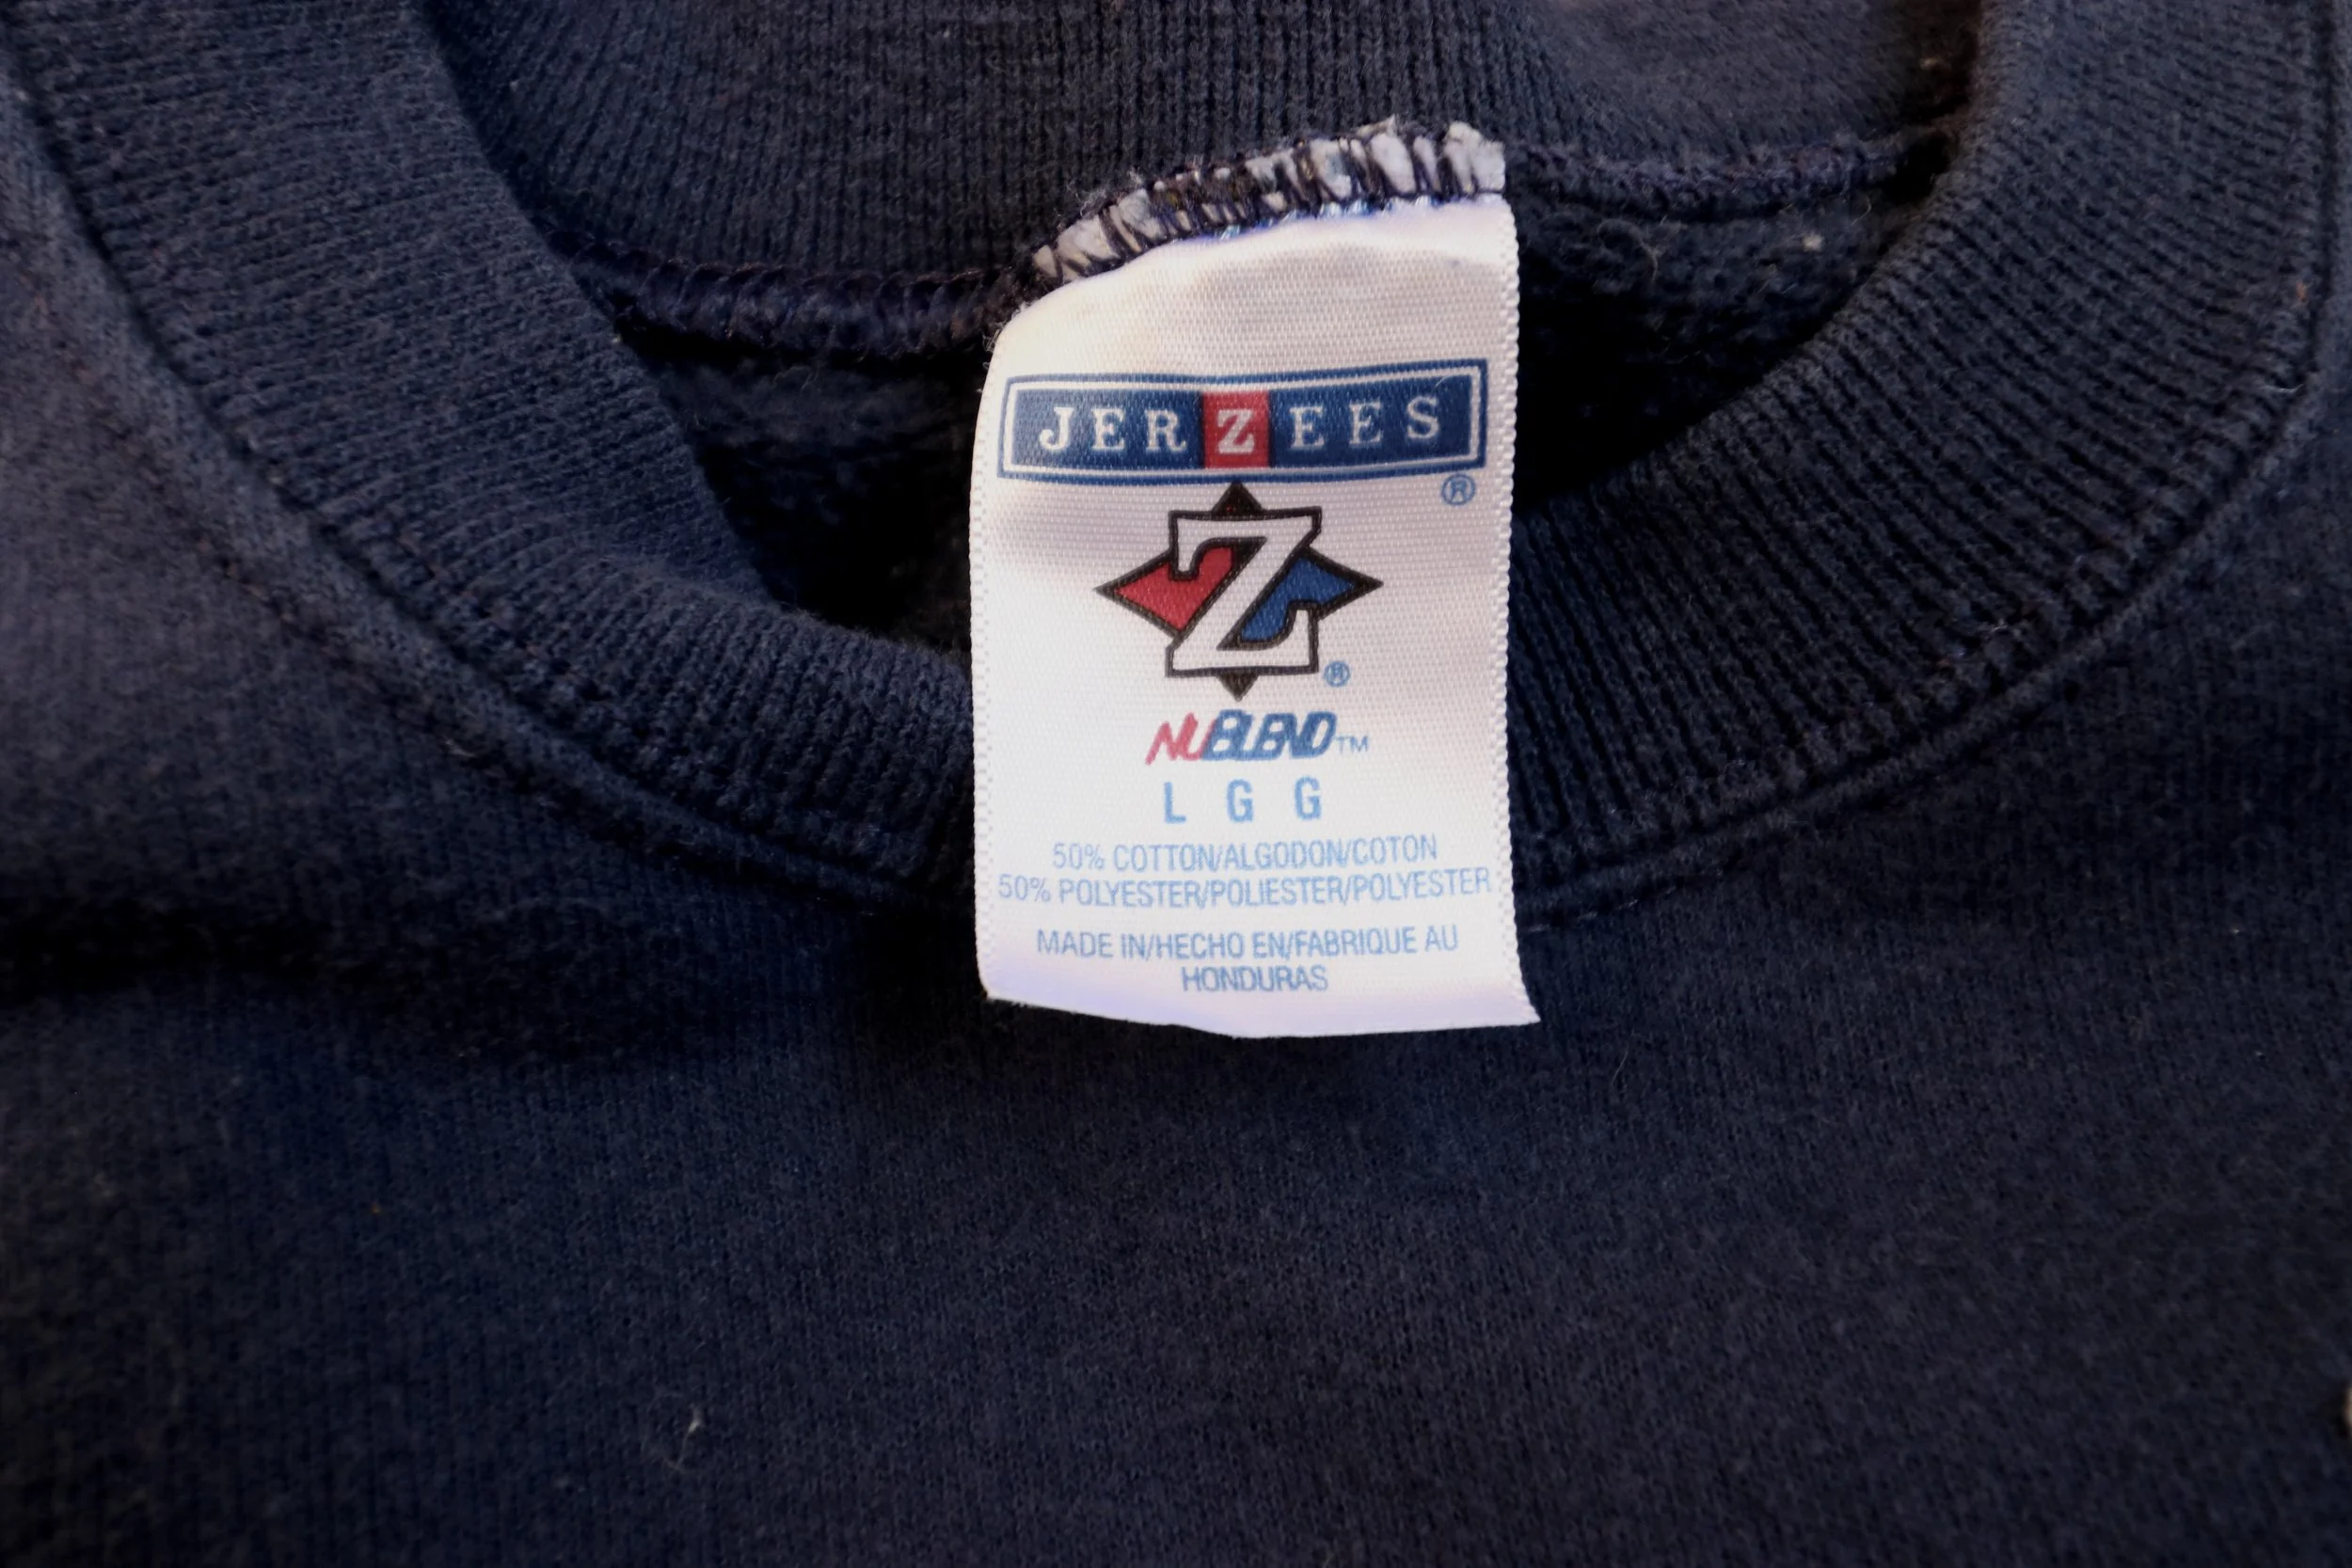 JERZEES
®
Z
®
NUBLEND™
L G G
50% COTTON/ALGODON/COTON
50% POLYESTER/POLIESTER/POLYESTER
MADE IN/HECHO EN/FABRIQUE AU
HONDURAS